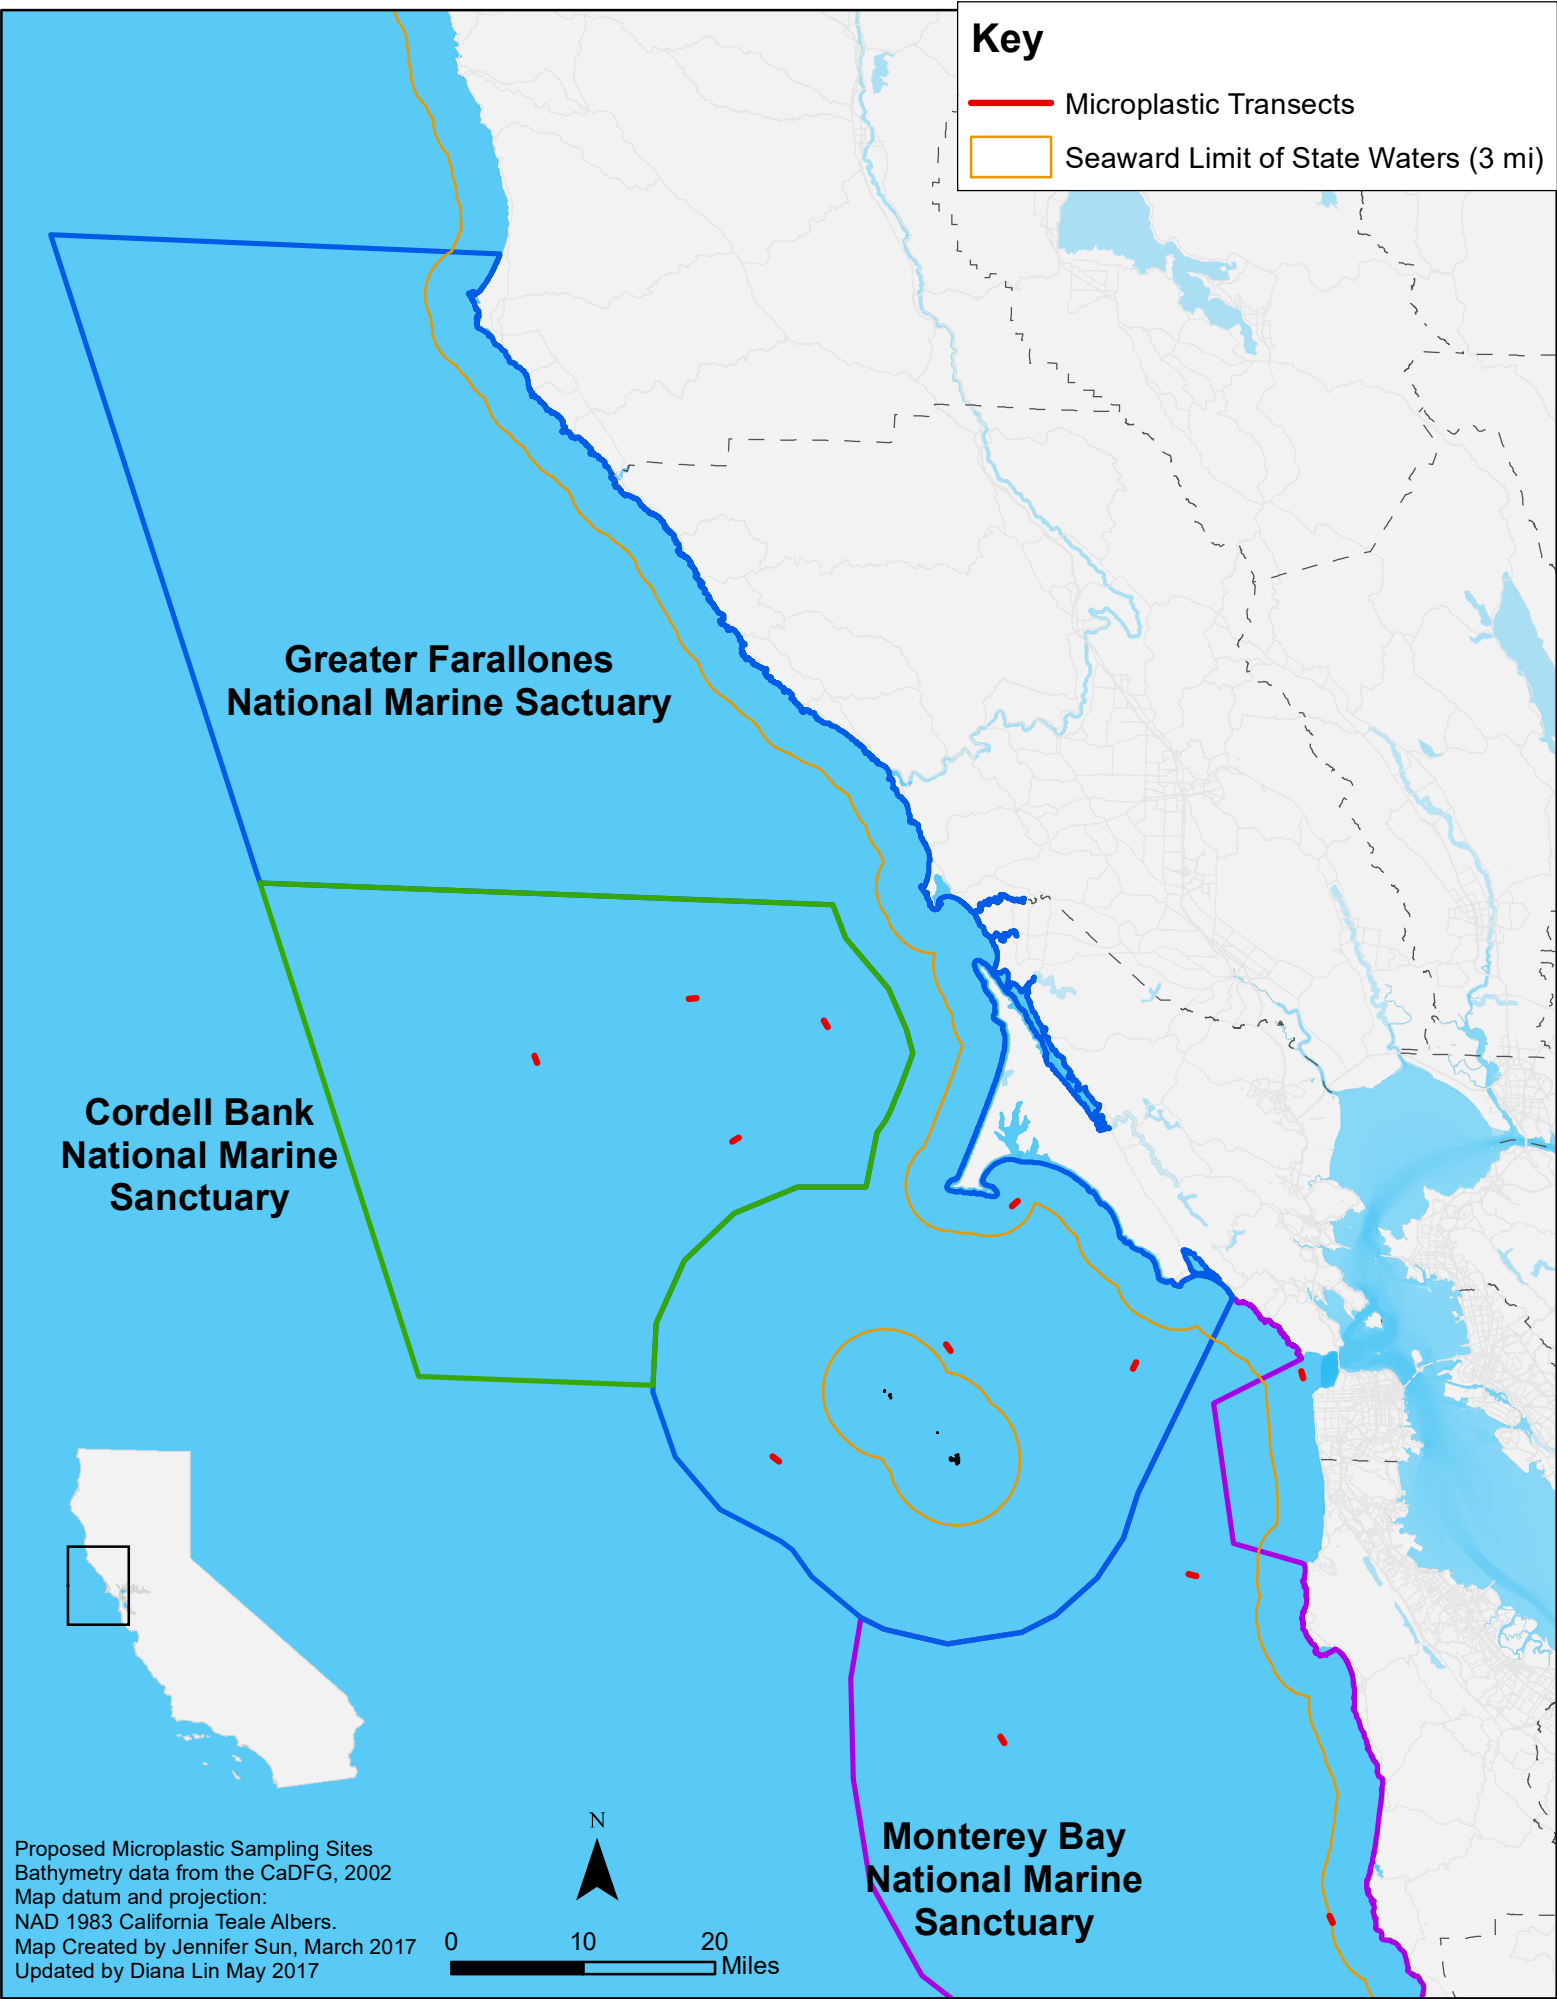 Key
Microplastic Transects
Seaward Limit of State Waters (3 mi)
Greater Farallones
National Marine Sactuary
Cordell Bank
National Marine
Sanctuary
Monterey Bay
National Marine
Sanctuary
N
0 10 20
Miles
Proposed Microplastic Sampling Sites
Bathymetry data from the CaDFG, 2002
Map datum and projection:
NAD 1983 California Teale Albers.
Map Created by Jennifer Sun, March 2017
Updated by Diana Lin May 2017